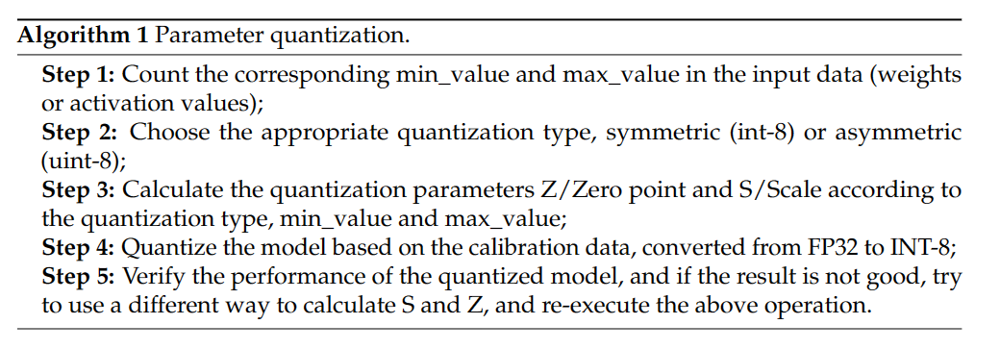 Algorithm 1 Parameter quantization.
Step 1: Count the corresponding min_value and max_value in the input data (weights
or activation values);
Step 2: Choose the appropriate quantization type, symmetric (int-8) or asymmetric
(uint-8);
Step 3: Calculate the quantization parameters Z/Zero point and S/Scale according to
the quantization type, min_value and max_value;
Step 4: Quantize the model based on the calibration data, converted from FP32 to INT-8;
Step 5: Verify the performance of the quantized model, and if the result is not good, try
to use a different way to calculate S and Z, and re-execute the above operation.